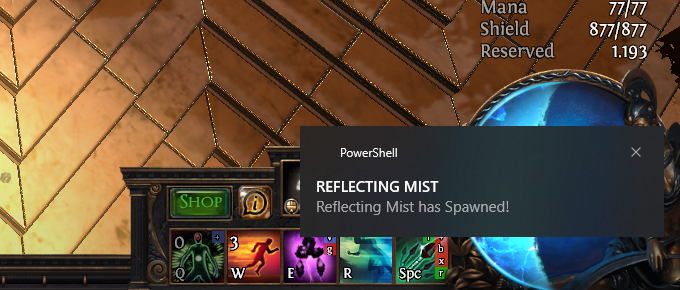 Mana 77/77
Shield 877/877
Reserved 1.193
PowerShell
REFLECTING MIST
Reflecting Mist has Spawned!
SHOP
0 3
Q W E R Spc
v
g
v
b
x
r